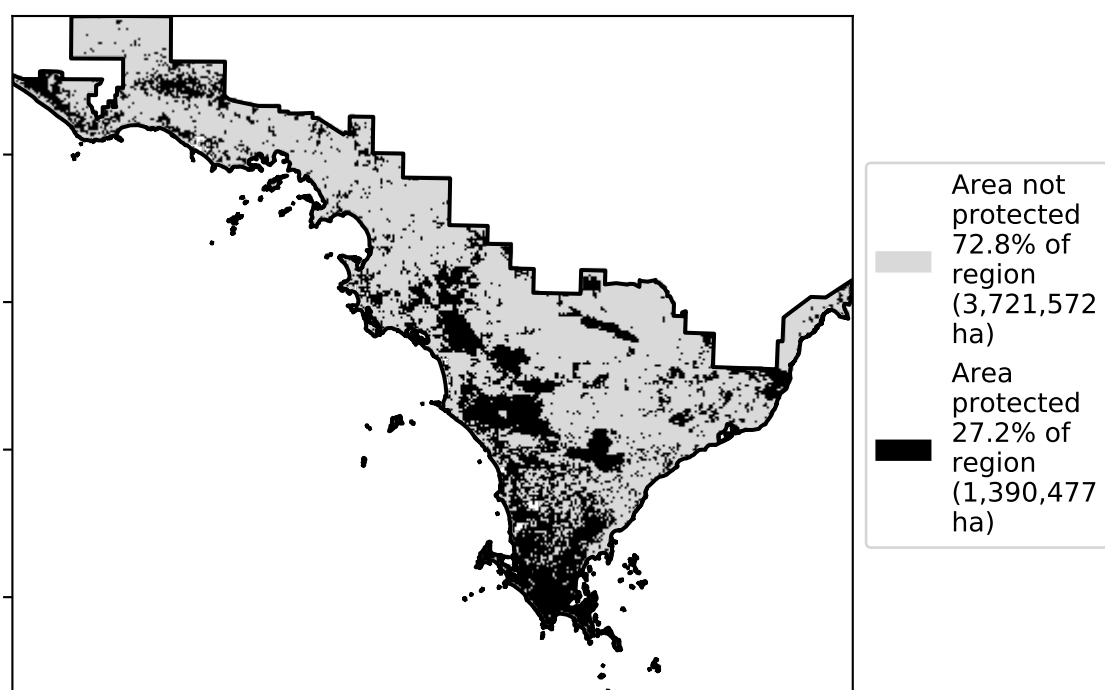 Area not
protected
72.8% of
region
(3,721,572
ha)
Area
protected
27.2% of
region
(1,390,477
ha)